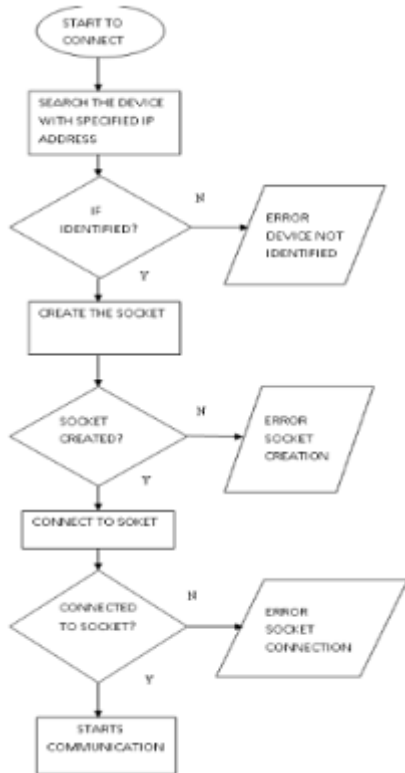 START TO
CONNECT
SEARCH THE DEVICE
WITH SPECIFIED IP
ADDRESS
IF
IDENTIFIED?
N
ERROR
DEVICE NOT
IDENTIFIED
Y
CREATE THE SOCKET
SOCKET
CREATED?
N
ERROR
SOCKET
CREATION
Y
CONNECT TO SOKET
CONNECTED
TO SOCKET?
N
ERROR
SOCKET
CONNECTION
Y
STARTS
COMMUNICATION